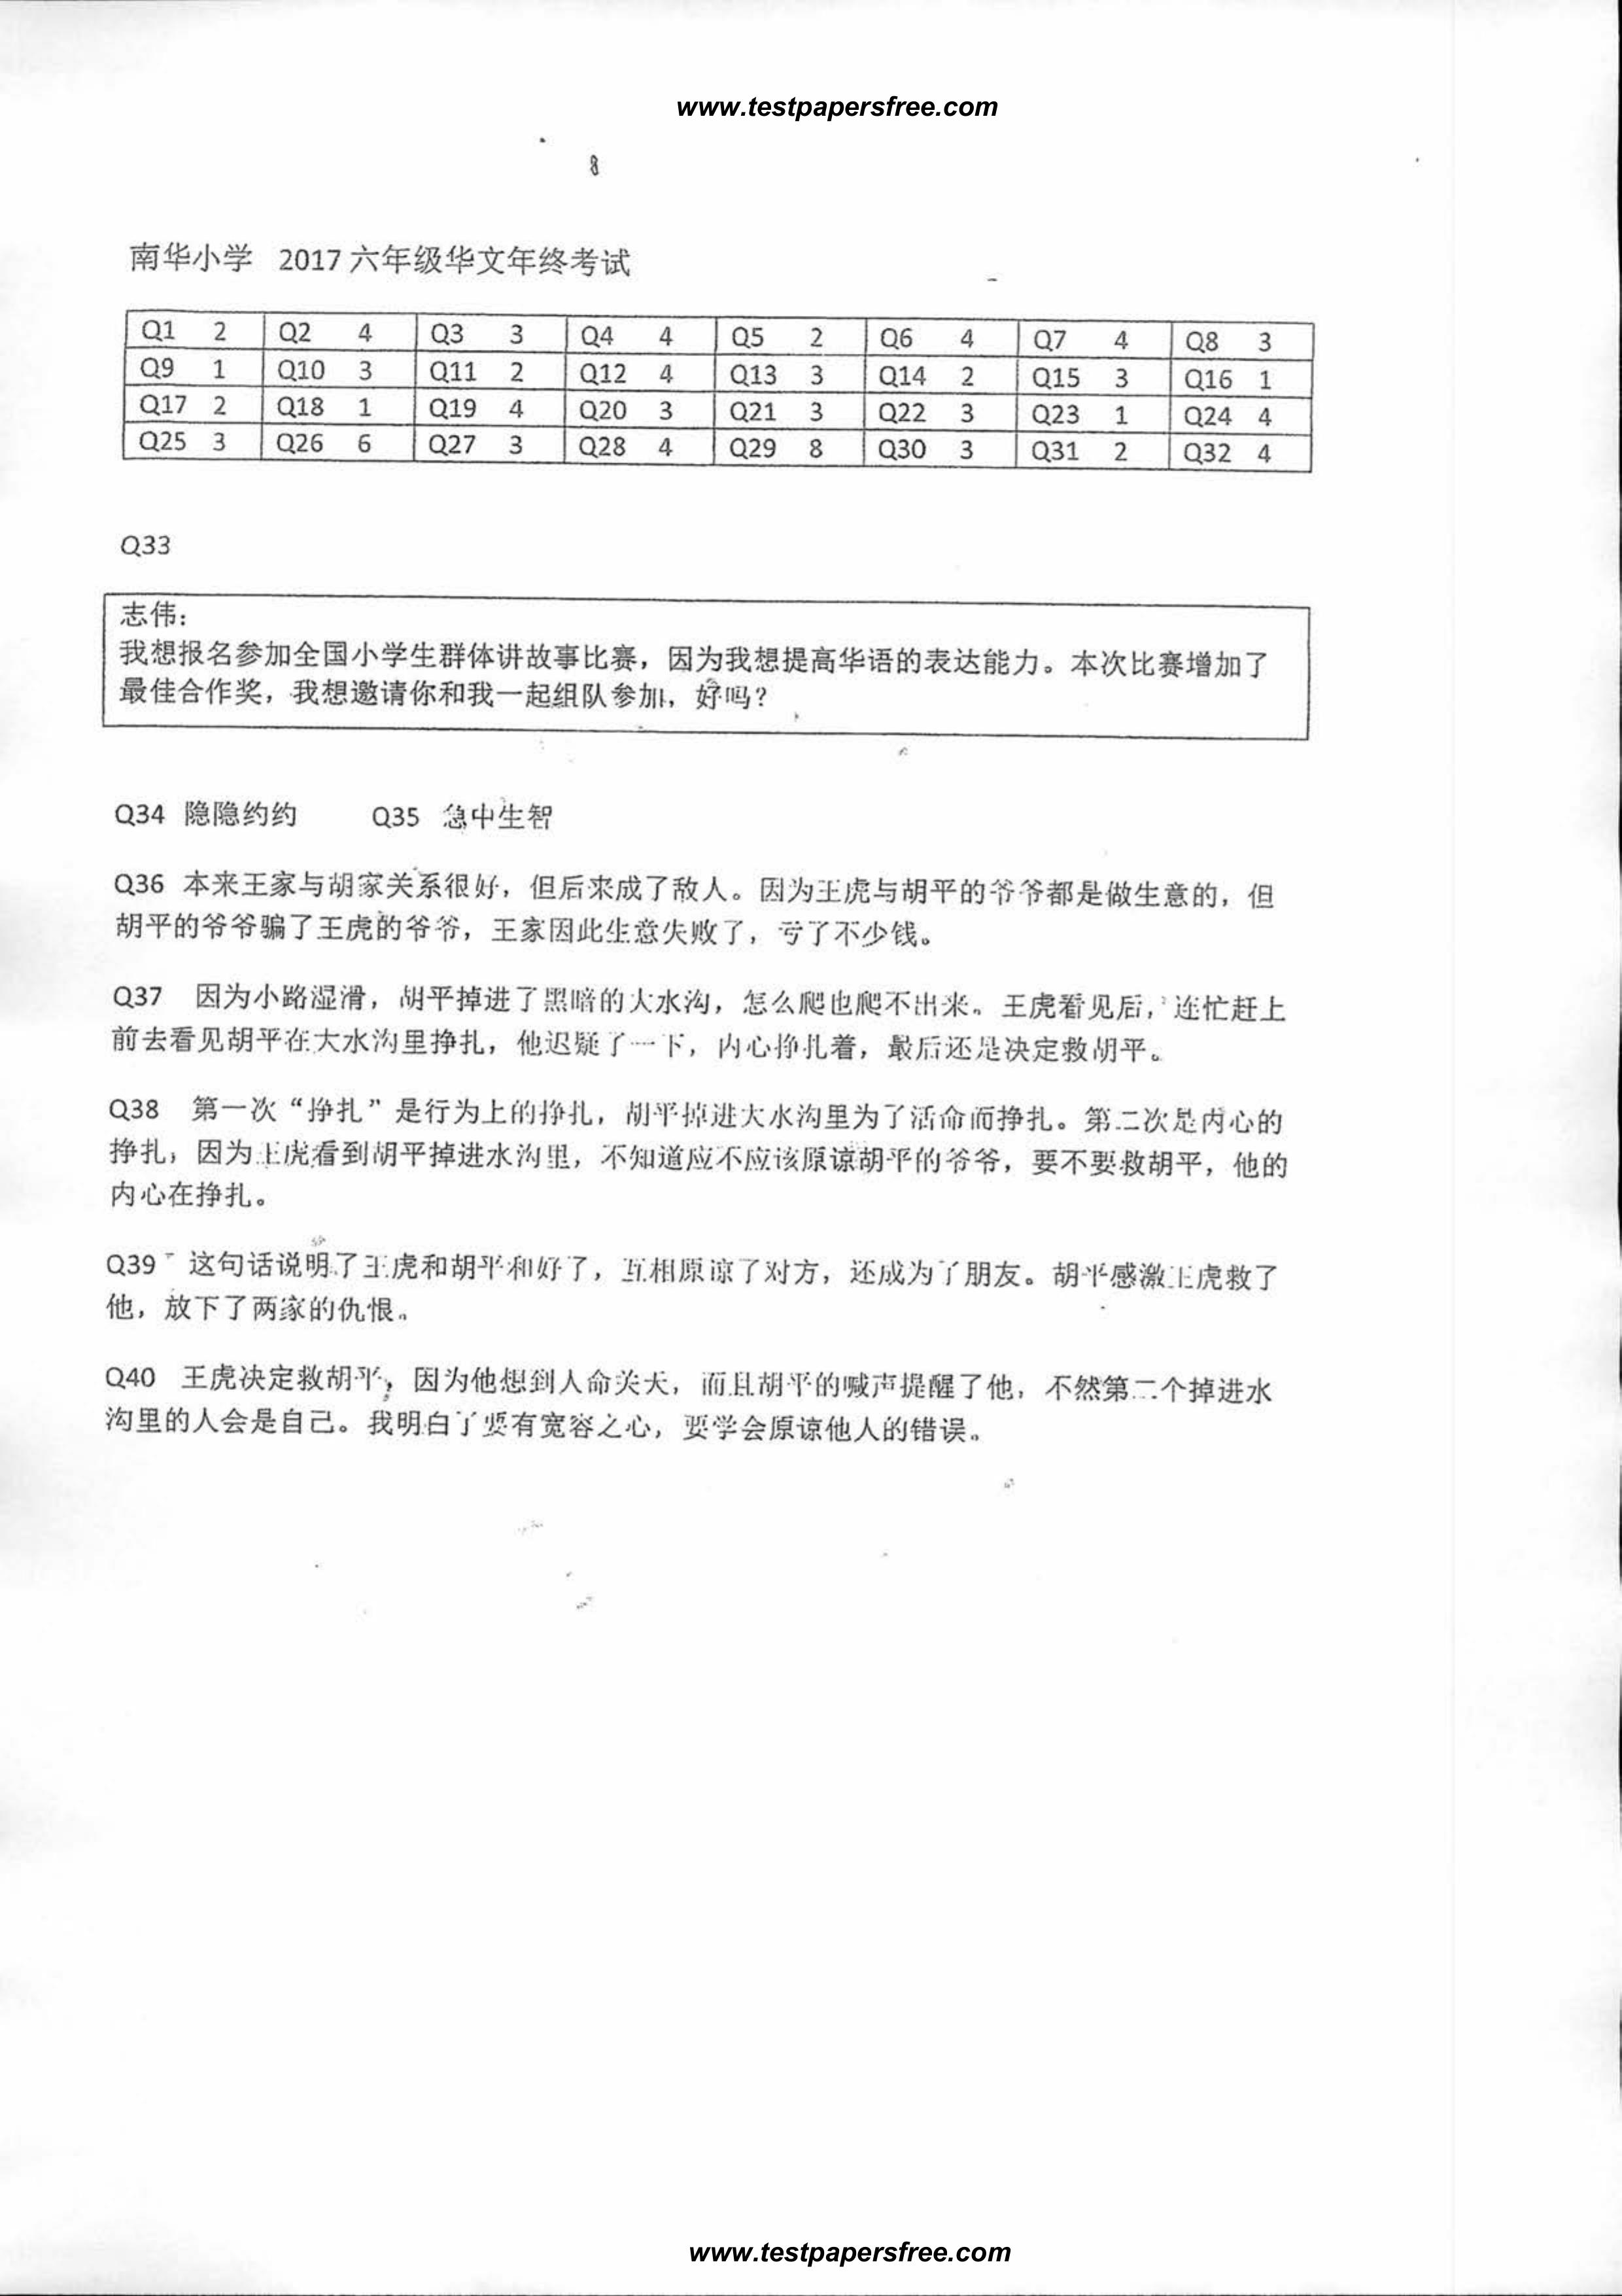 www.testpapersfree.com
8
南华小学 2017 六年级华文年终考试
Q1 2 Q2 4 Q3 3 Q4 4 Q5 2 Q6 4 Q7 4 Q8 3
Q9 1 Q10 3 Q11 2 Q12 4 Q13 3 Q14 2 Q15 3 Q16 1
Q17 2 Q18 1 Q19 4 Q20 3 Q21 3 Q22 3 Q23 1 Q24 4
Q25 3 Q26 6 Q27 3 Q28 4 Q29 8 Q30 3 Q31 2 Q32 4
Q33
志伟：
我想报名参加全国小学生群体讲故事比赛，因为我想提高华语的表达能力。本次比赛增加了
最佳合作奖，我想邀请你和我一起组队参加，好吗？
Q34 隐隐约约 Q35 急中生智
Q36 本来王家与胡家关系很好，但后来成了敌人。因为王虎与胡平的爷爷都是做生意的，但
胡平的爷爷骗了王虎的爷爷，王家因此生意失败了，亏了不少钱。
Q37 因为小路湿滑，胡平掉进了黑暗的大水沟，怎么爬也爬不出来。王虎看见后，连忙赶上
前去看见胡平在大水沟里挣扎，他迟疑了一下，内心挣扎着，最后还是决定救胡平。
Q38 第一次“挣扎”是行为上的挣扎，胡平掉进大水沟里为了活命而挣扎。第二次是内心的
挣扎，因为王虎看到胡平掉进水沟里，不知道应不应该原谅胡平的爷爷，要不要救胡平，他的
内心在挣扎。
Q39 这句话说明了王虎和胡平和好了，互相原谅了对方，还成为了朋友。胡平感激王虎救了
他，放下了两家的仇恨。
Q40 王虎决定救胡平，因为他想到人命关天，而且胡平的喊声提醒了他，不然第二个掉进水
沟里的人会是自己。我明白了要有宽容之心，要学会原谅他人的错误。
www.testpapersfree.com